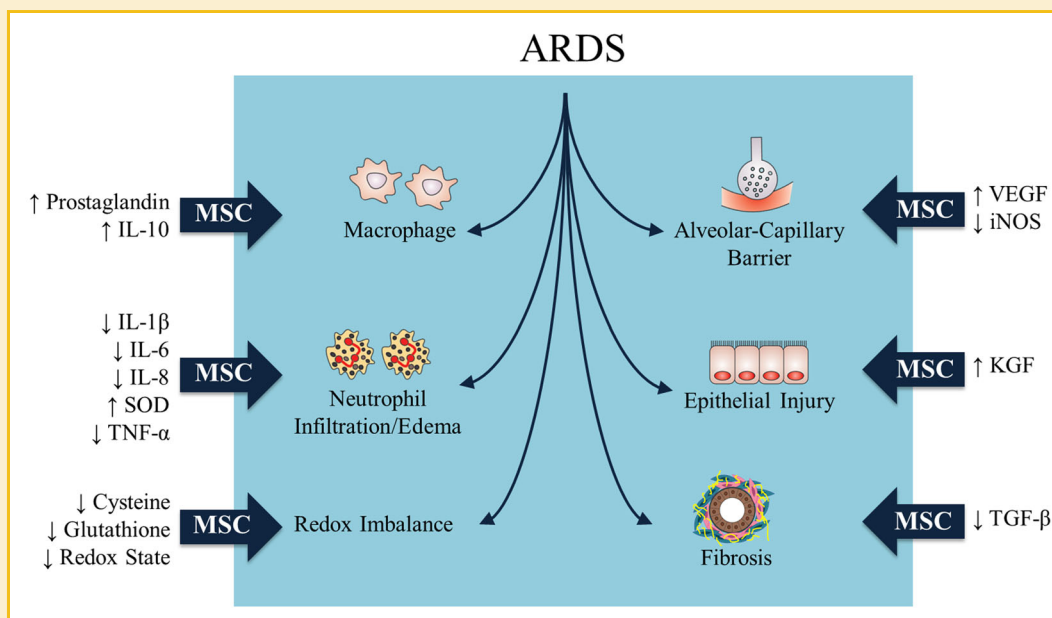 ARDS
↑ Prostaglandin
↑ IL-10
MSC
Macrophage
Alveolar-Capillary
Barrier
MSC
↑ VEGF
↓ iNOS
↓ IL-1β
↓ IL-6
↓ IL-8
↑ SOD
↓ TNF-α
MSC
Neutrophil
Infiltration/Edema
Epithelial Injury
MSC
↑ KGF
↓ Cysteine
↓ Glutathione
↓ Redox State
MSC
Redox Imbalance
Fibrosis
MSC
↓ TGF-β